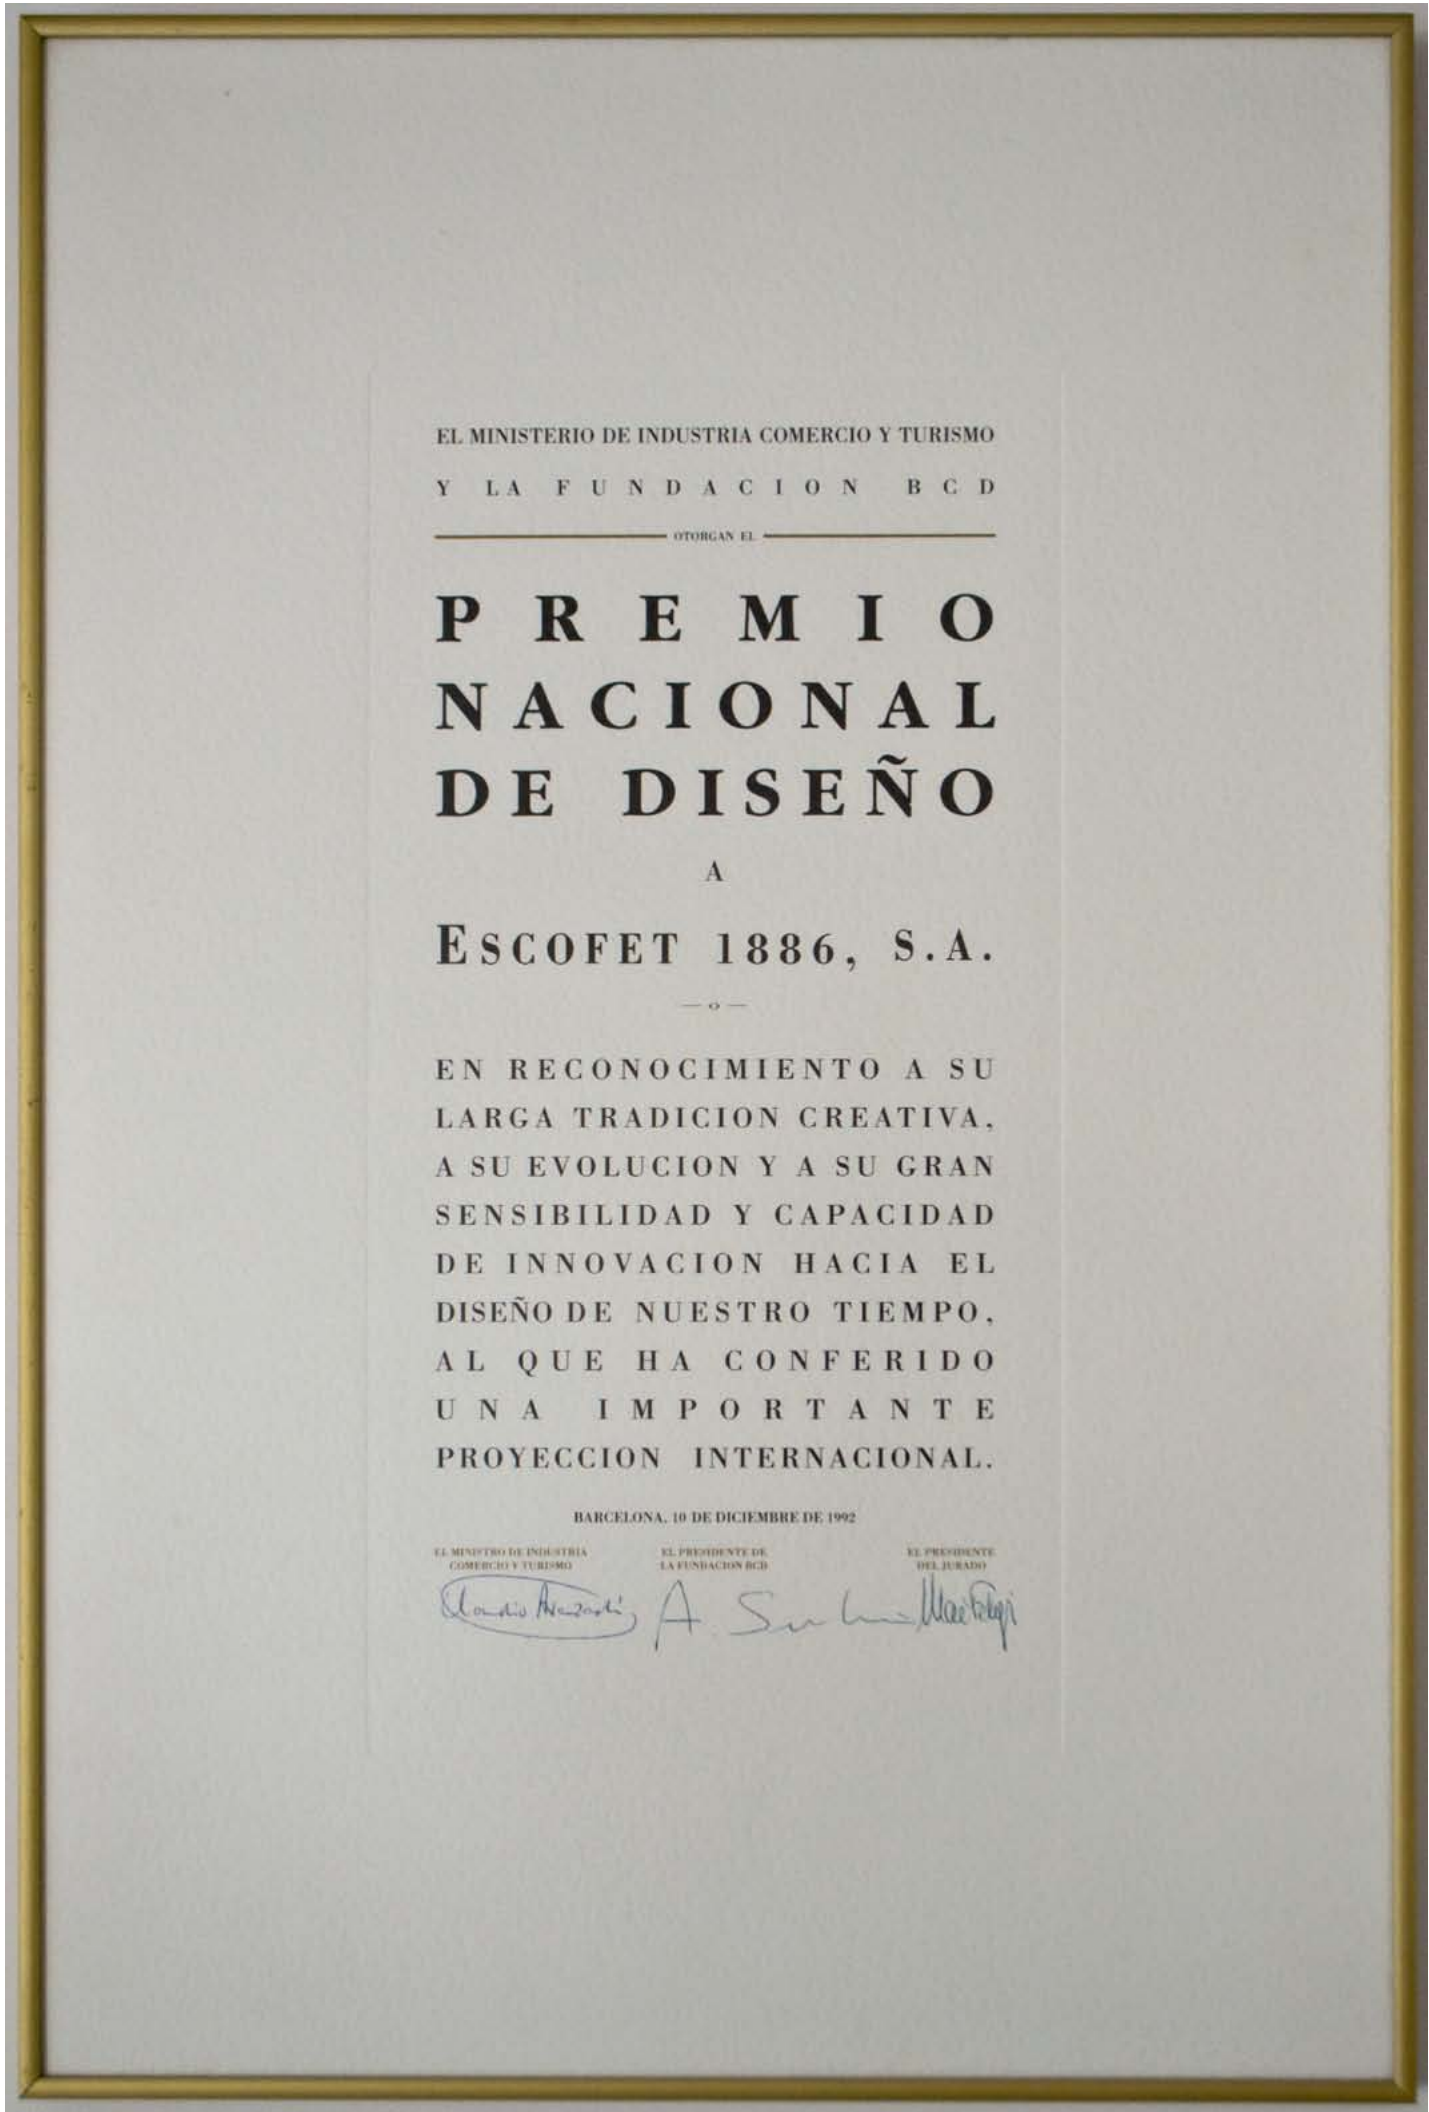 EL MINISTERIO DE INDUSTRIA COMERCIO Y TURISMO
Y LA FUNDACION BCD
OTORGAN EL
PREMIO
NACIONAL
DE DISEÑO
A
ESCOFET 1886, S.A.
— o —
EN RECONOCIMIENTO A SU
LARGA TRADICION CREATIVA,
A SU EVOLUCION Y A SU GRAN
SENSIBILIDAD Y CAPACIDAD
DE INNOVACION HACIA EL
DISEÑO DE NUESTRO TIEMPO,
AL QUE HA CONFERIDO
UNA IMPORTANTE
PROYECCION INTERNACIONAL.
BARCELONA, 10 DE DICIEMBRE DE 1992
EL MINISTRO DE INDUSTRIA
COMERCIO Y TURISMO
EL PRESIDENTE DE
LA FUNDACION BCD
EL PRESIDENTE
DEL JURADO
Claudio Aranzadi